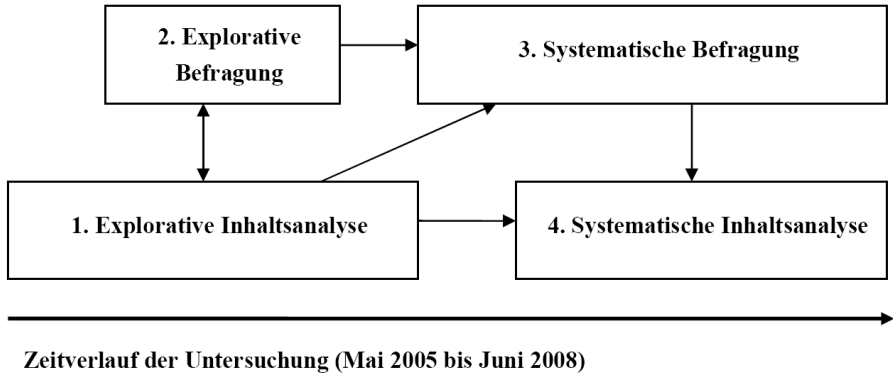 2. Explorative
Befragung
3. Systematische Befragung
1. Explorative Inhaltsanalyse
4. Systematische Inhaltsanalyse
Zeitverlauf der Untersuchung (Mai 2005 bis Juni 2008)